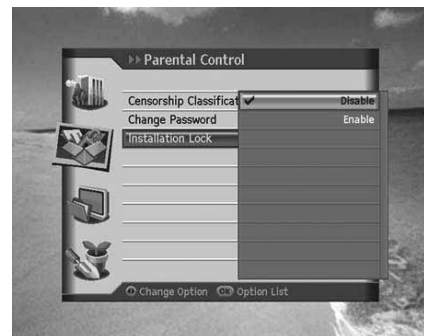 Parental Control
Censorship Classificat
Disable
Change Password
Enable
Installation Lock
Change Option OK Option List